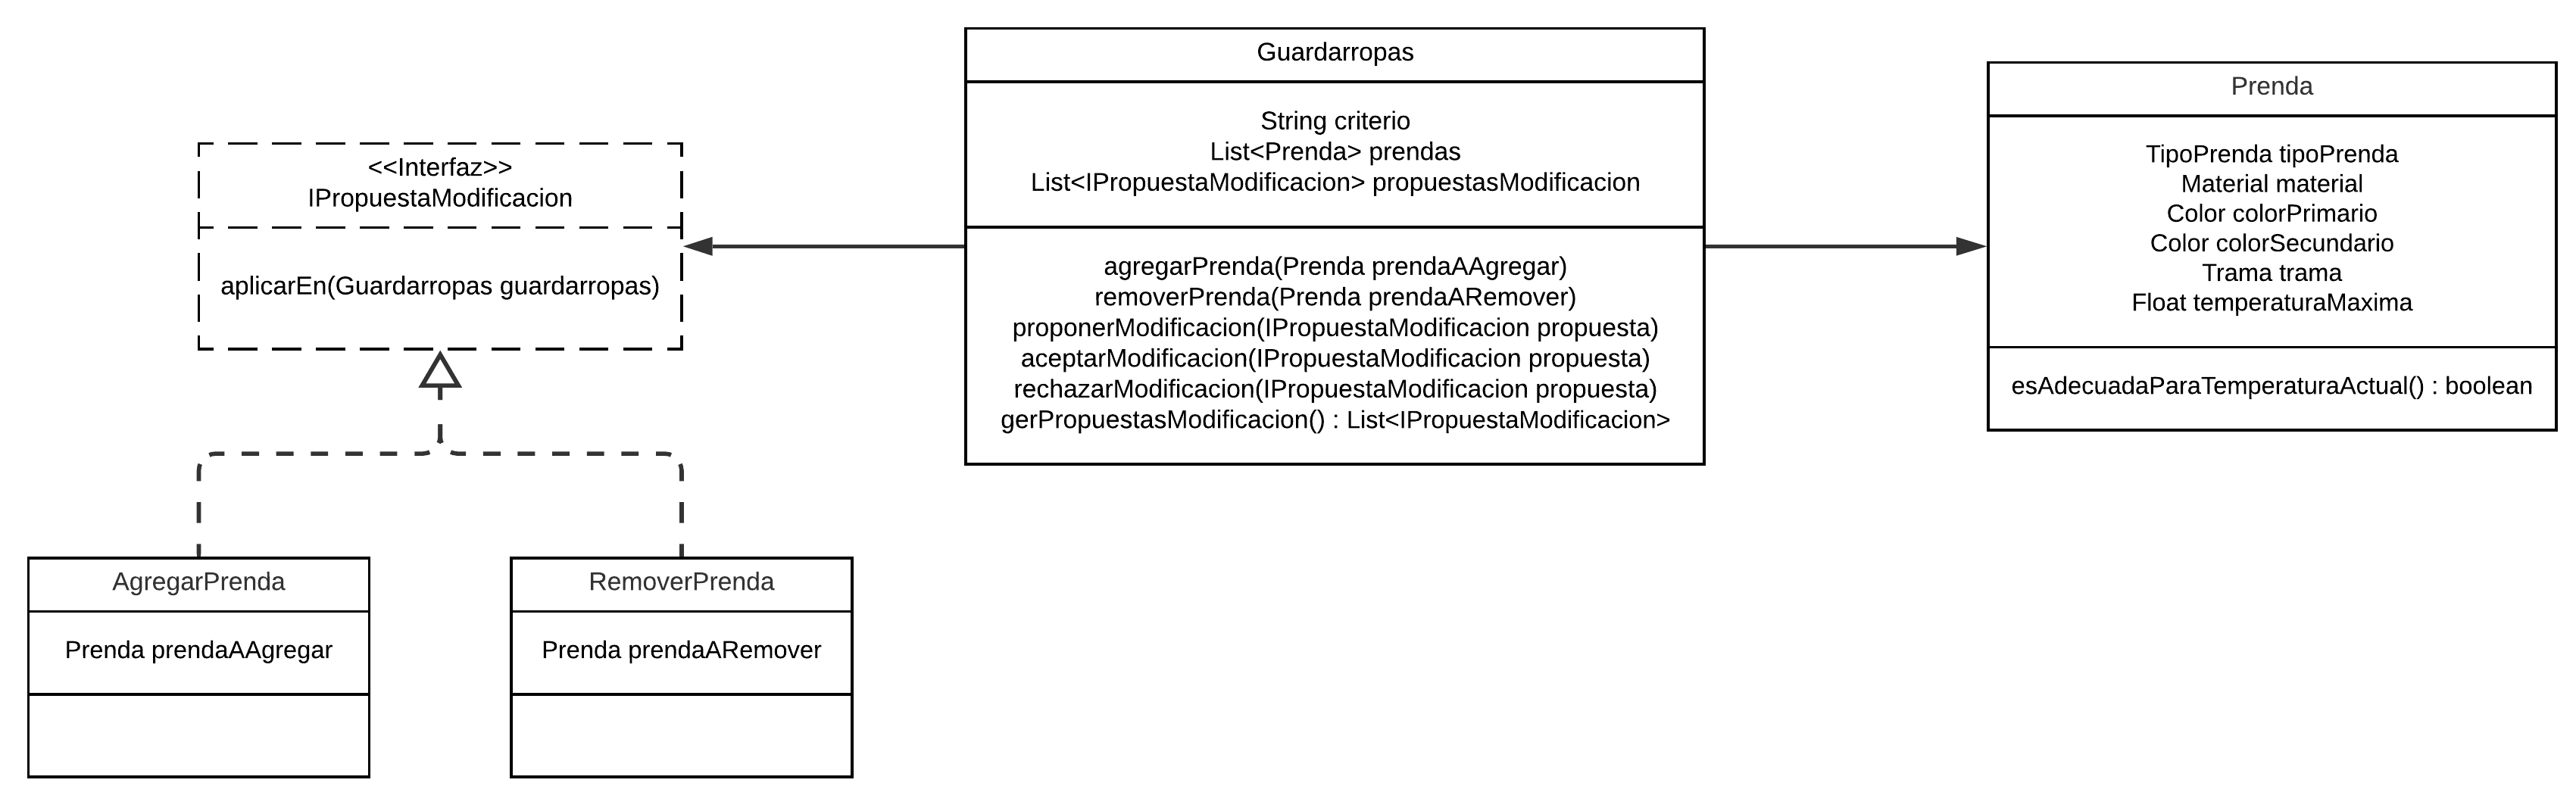 <<Interfaz>>
IPropuestaModificacion
aplicarEn(Guardarropas guardarropas)
AgregarPrenda
Prenda prendaAAgregar
RemoverPrenda
Prenda prendaARemover
Guardarropas
String criterio
List<Prenda> prendas
List<IPropuestaModificacion> propuestasModificacion
agregarPrenda(Prenda prendaAAgregar)
removerPrenda(Prenda prendaARemover)
proponerModificacion(IPropuestaModificacion propuesta)
aceptarModificacion(IPropuestaModificacion propuesta)
rechazarModificacion(IPropuestaModificacion propuesta)
gerPropuestasModificacion() : List<IPropuestaModificacion>
Prenda
TipoPrenda tipoPrenda
Material material
Color colorPrimario
Color colorSecundario
Trama trama
Float temperaturaMaxima
esAdecuadaParaTemperaturaActual() : boolean